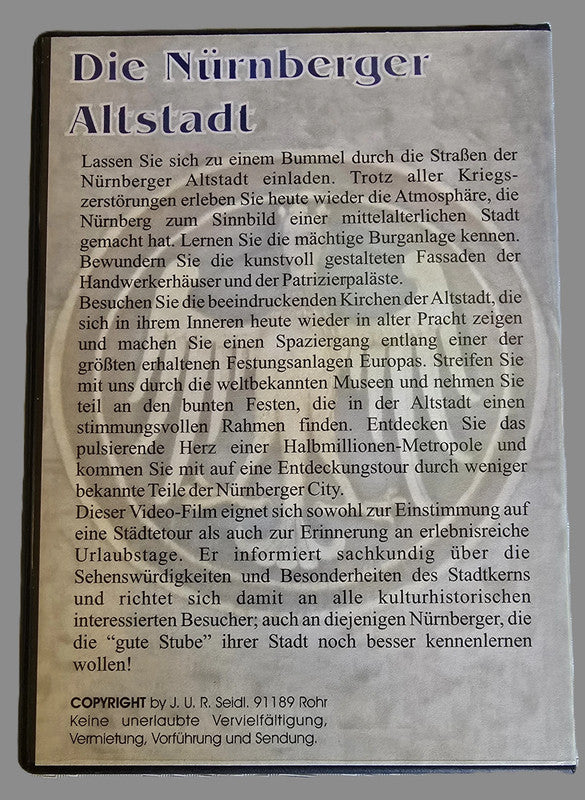 Die Nürnberger
Altstadt
Lassen Sie sich zu einem Bummel durch die Straßen der
Nürnberger Altstadt einladen. Trotz aller Kriegs-
zerstörungen erleben Sie heute wieder die Atmosphäre, die
Nürnberg zum Sinnbild einer mittelalterlichen Stadt
gemacht hat. Lernen Sie die mächtige Burganlage kennen.
Bewundern Sie die kunstvoll gestalteten Fassaden der
Handwerkerhäuser und der Patrizierpaläste.
Besuchen Sie die beeindruckenden Kirchen der Altstadt, die
sich in ihrem Inneren heute wieder in alter Pracht zeigen
und machen Sie einen Spaziergang entlang einer der
größten erhaltenen Festungsanlagen Europas. Streifen Sie
mit uns durch die weltbekannten Museen und nehmen Sie
teil an den bunten Festen, die in der Altstadt einen
stimmungsvollen Rahmen finden. Entdecken Sie das
pulsierende Herz einer Halbmillionen-Metropole und
kommen Sie mit auf eine Entdeckungstour durch weniger
bekannte Teile der Nürnberger City.
Dieser Video-Film eignet sich sowohl zur Einstimmung auf
eine Städtetour als auch zur Erinnerung an erlebnisreiche
Urlaubstage. Er informiert sachkundig über die
Sehenswürdigkeiten und Besonderheiten des Stadtkerns
und richtet sich damit an alle kulturhistorischen
interessierten Besucher; auch an diejenigen Nürnberger, die
die “gute Stube” ihrer Stadt noch besser kennenlernen
wollen!
COPYRIGHT by J. U. R. Seidl. 91189 Rohr
Keine unerlaubte Vervielfältigung,
Vermietung, Vorführung und Sendung.